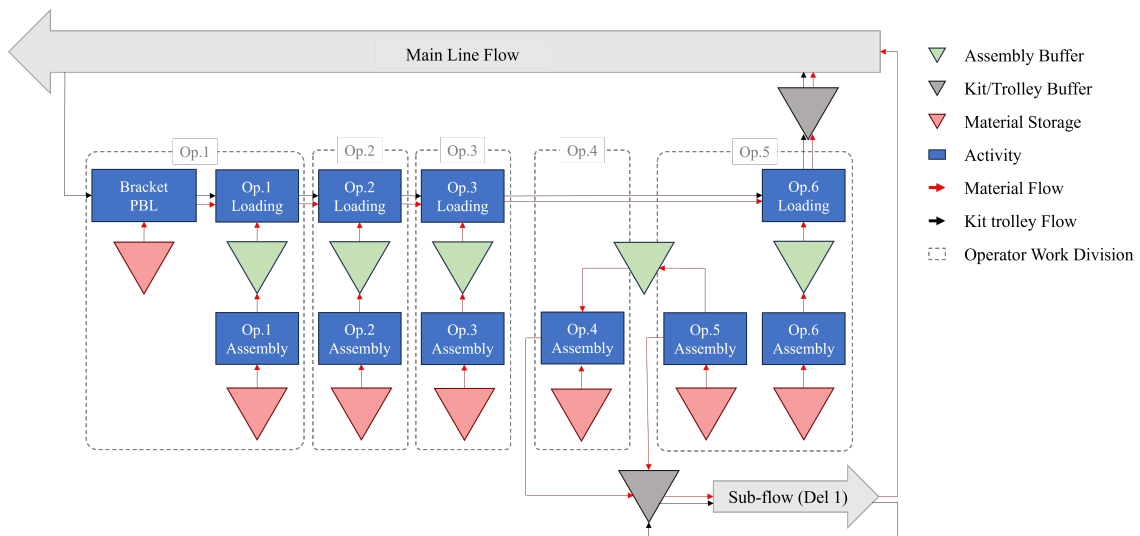 Main Line Flow
Op.1
Op.2
Op.3
Op.4
Op.5
Bracket
PBL
Op.1
Loading
Op.2
Loading
Op.3
Loading
Op.6
Loading
Op.1
Assembly
Op.2
Assembly
Op.3
Assembly
Op.4
Assembly
Op.5
Assembly
Op.6
Assembly
Sub-flow (Del 1)
Assembly Buffer
Kit/Trolley Buffer
Material Storage
Activity
Material Flow
Kit trolley Flow
Operator Work Division